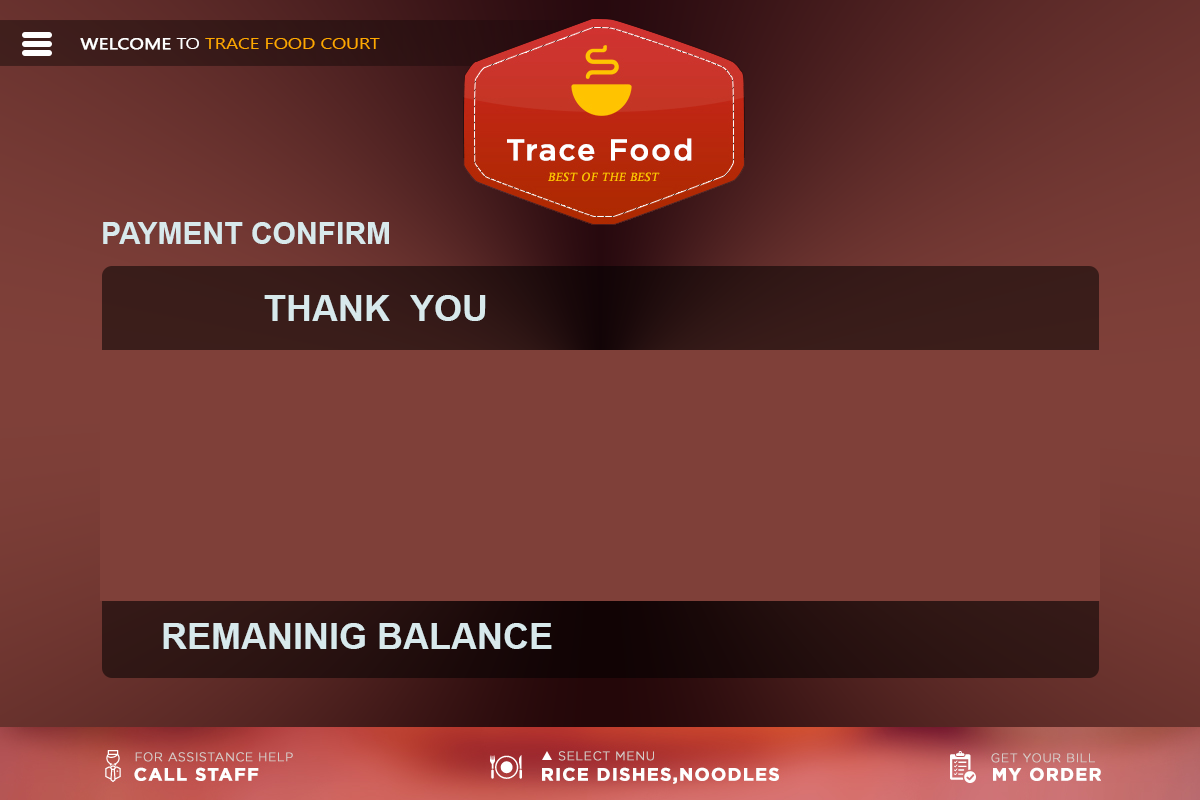 WELCOME TO TRACE FOOD COURT
Trace Food
BEST OF THE BEST
PAYMENT CONFIRM
THANK YOU
REMANINIG BALANCE
FOR ASSISTANCE HELP
CALL STAFF
SELECT MENU
RICE DISHES,NOODLES
GET YOUR BILL
MY ORDER